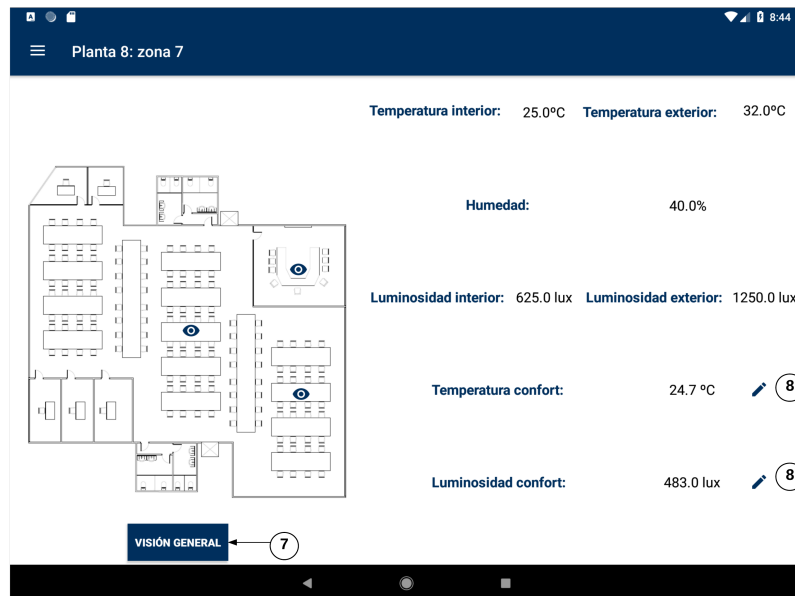 8:44
Planta 8: zona 7
Temperatura interior: 25.0ºC Temperatura exterior: 32.0ºC
Humedad: 40.0%
Luminosidad interior: 625.0 lux Luminosidad exterior: 1250.0 lux
Temperatura confort: 24.7 ºC 8
Luminosidad confort: 483.0 lux 8
VISIÓN GENERAL 7